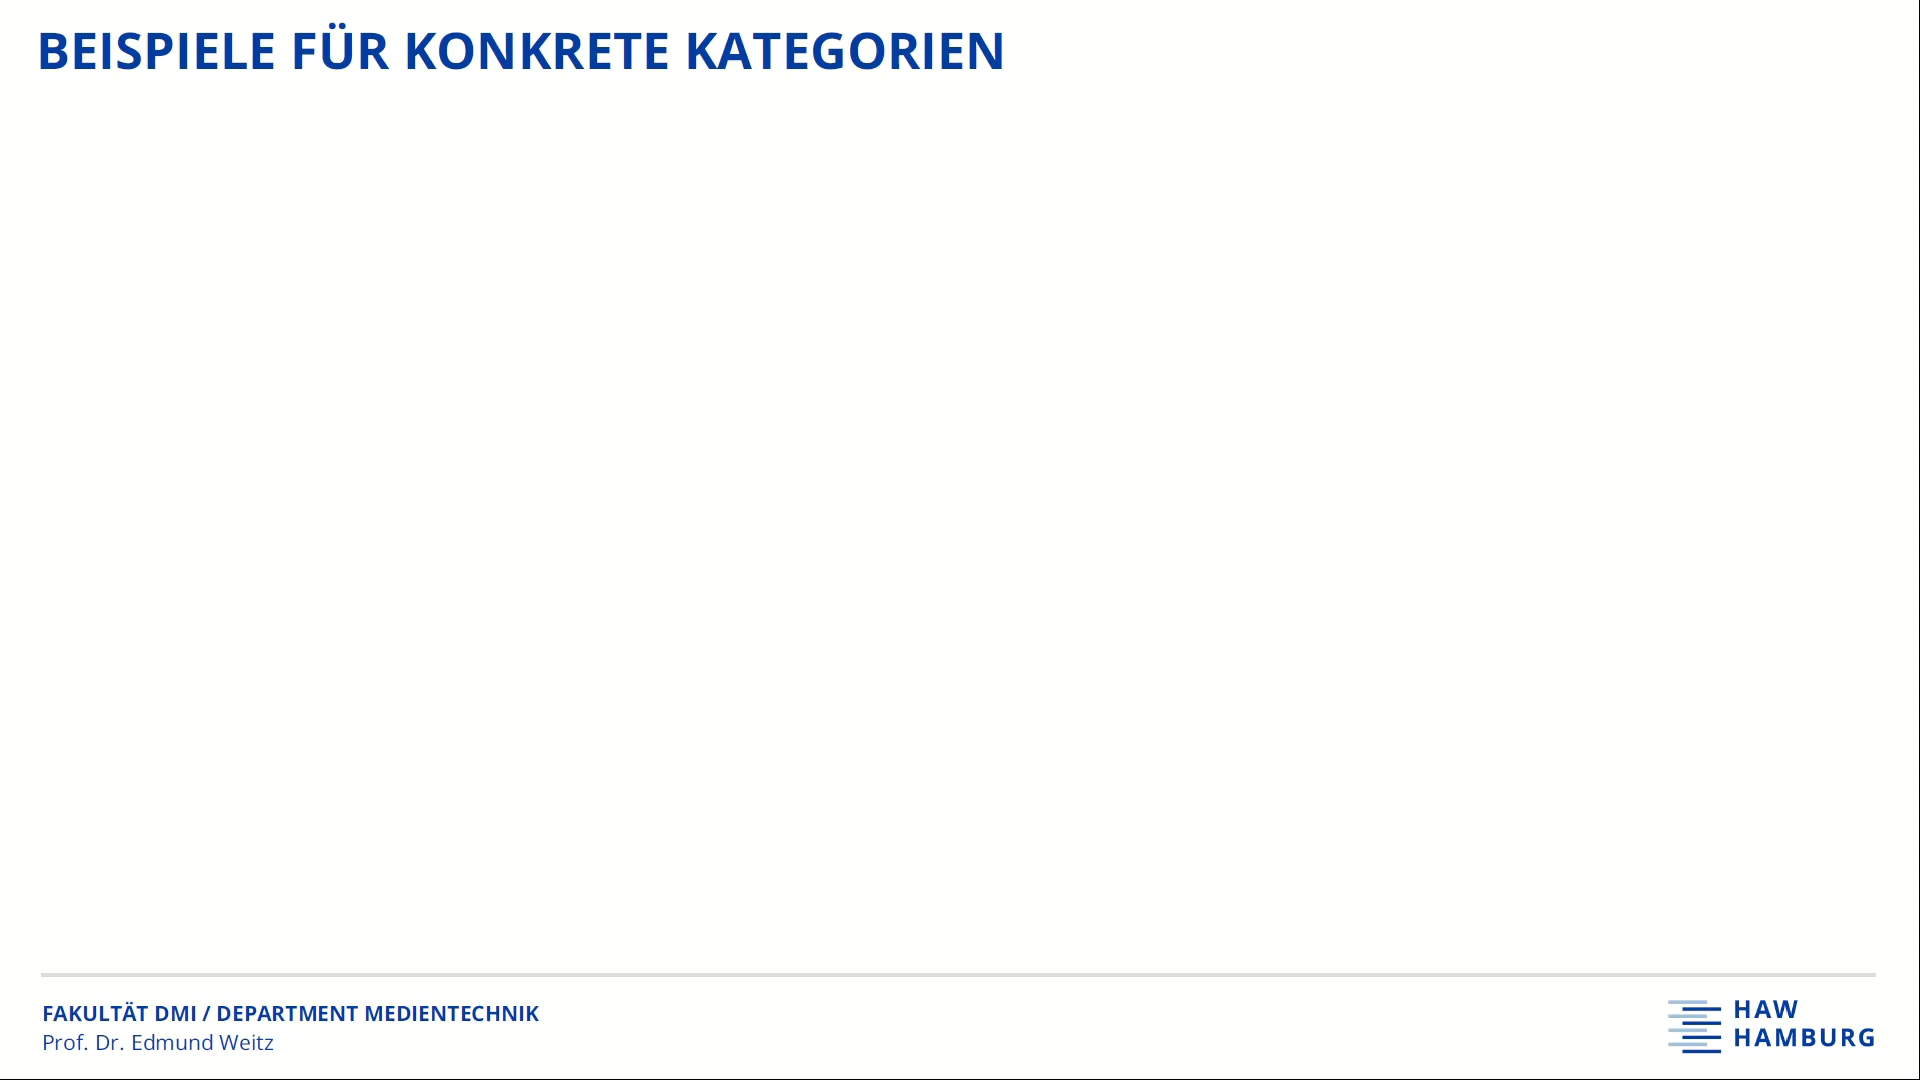 BEISPIELE FÜR KONKRETE KATEGORIEN
FAKULTÄT DMI / DEPARTMENT MEDIENTECHNIK
Prof. Dr. Edmund Weitz
HAW
HAMBURG